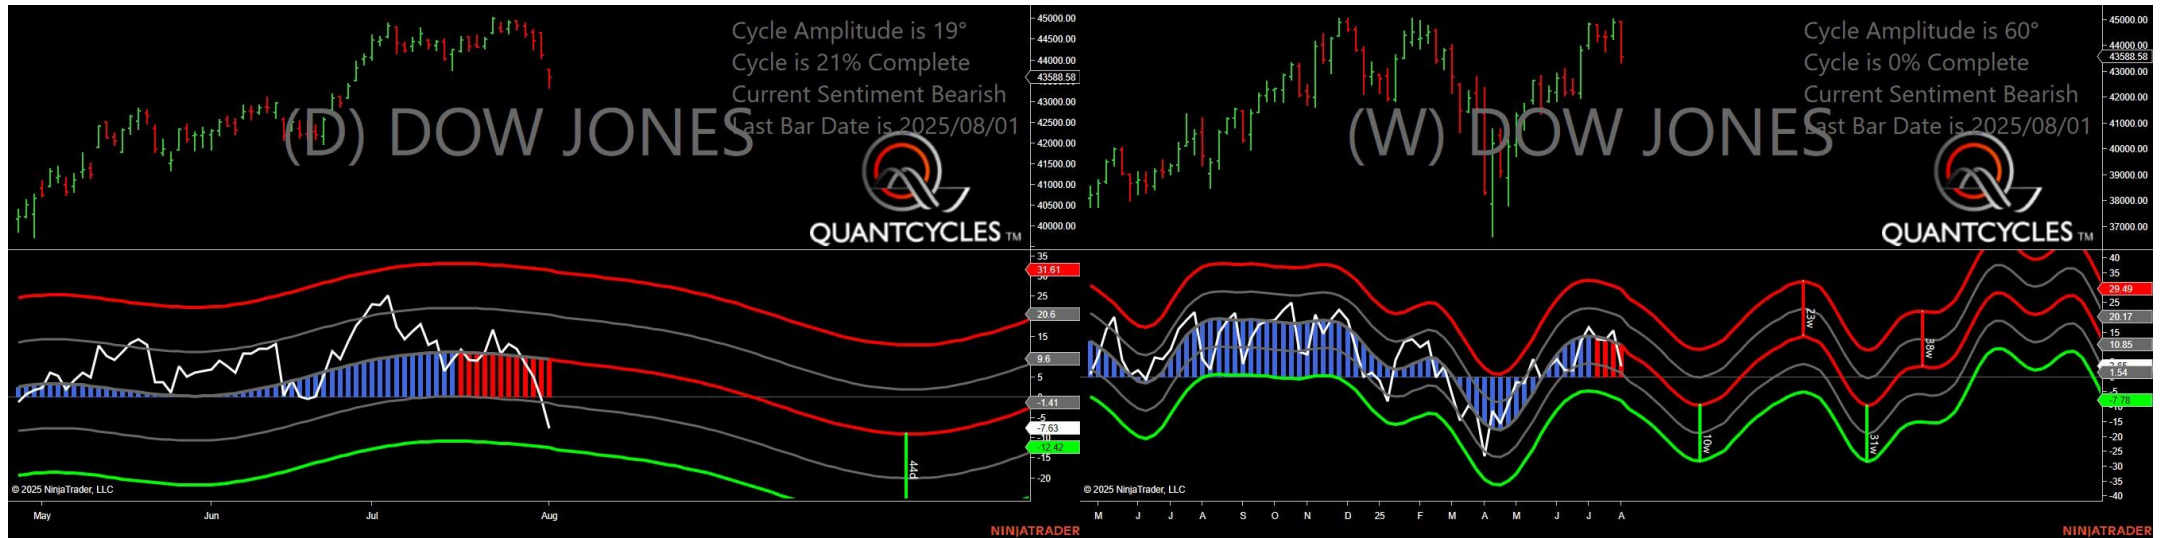 Cycle Amplitude is 19°
Cycle is 21% Complete
Current Sentiment Bearish
Last Bar Date is 2025/08/01
(D) DOW JONES
QUANTCYCLES TM
45000.00
44500.00
44000.00
43588.58
43000.00
42500.00
42000.00
41500.00
41000.00
40500.00
40000.00
35
31.61
25
20.6
15
9.6
5
-1.41
-5
-7.63
-10
-12.42
-15
-20
44d
© 2025 NinjaTrader, LLC
May
Jun
Jul
Aug
NINJATRADER
Cycle Amplitude is 60°
Cycle is 0% Complete
Current Sentiment Bearish
Last Bar Date is 2025/08/01
(W) DOW JONES
QUANTCYCLES TM
45000.00
44000.00
43588.58
43000.00
42000.00
41000.00
40000.00
39000.00
38000.00
37000.00
40
35
29.49
25
20.17
15
10.85
1.54
-5
-7.78
-10
-15
-20
-25
-30
-35
-40
23w
38w
10w
31w
© 2025 NinjaTrader, LLC
M J J A S O N D 25 F M A M J J A
NINJATRADER